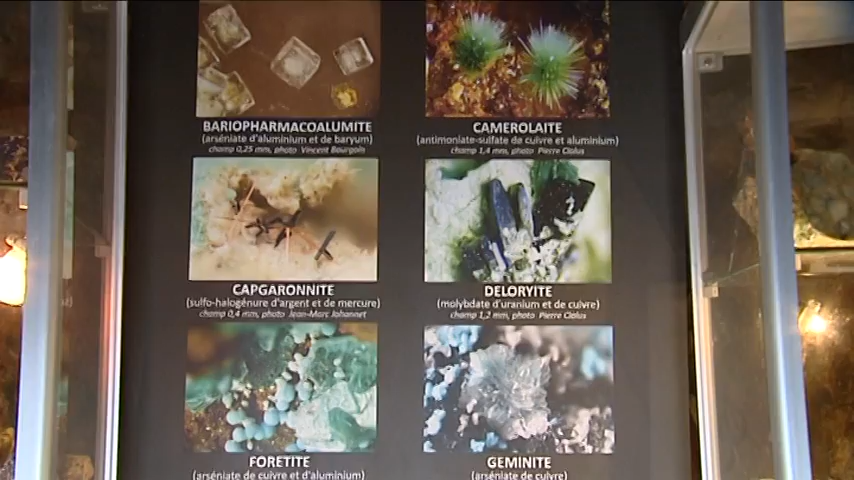 BARIOPHARMACOALUMITE
(arséniate d'aluminium et de baryum)
champ 0,25 mm, photo Vincent Bourgoin
CAMEROLAITE
(antimoniate-sulfate de cuivre et aluminium)
champ 1,4 mm, photo Pierre Clolus
CAPGARONNITE
(sulfo-halogénure d'argent et de mercure)
champ 0,4 mm, photo Jean-Marc Johannet
DELORYITE
(molybdate d'uranium et de cuivre)
champ 1,2 mm, photo Pierre Clolus
FORETITE
(arséniate de cuivre et d'aluminium)
GEMINITE
(arséniate de cuivre)